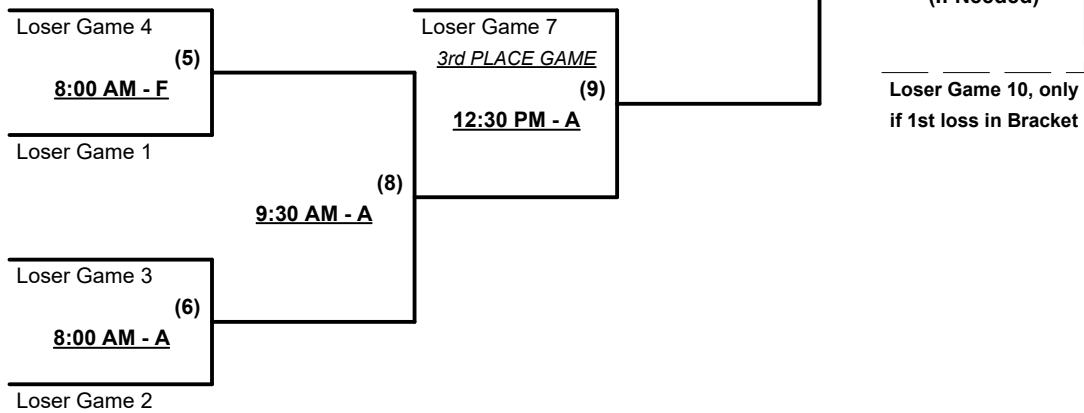 (If Needed)
Loser Game 4
(5)
8:00 AM - F
Loser Game 1
Loser Game 7
3rd PLACE GAME
(9)
12:30 PM - A
Loser Game 10, only
if 1st loss in Bracket
(8)
9:30 AM - A
Loser Game 3
(6)
8:00 AM - A
Loser Game 2